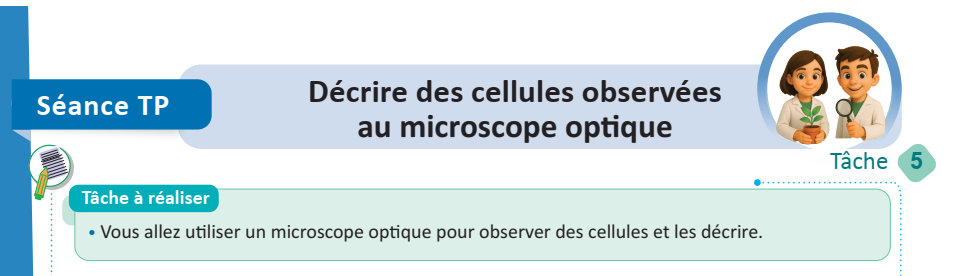 Séance TP
Décrire des cellules observées
au microscope optique
Tâche 5
Tâche à réaliser
• Vous allez utiliser un microscope optique pour observer des cellules et les décrire.